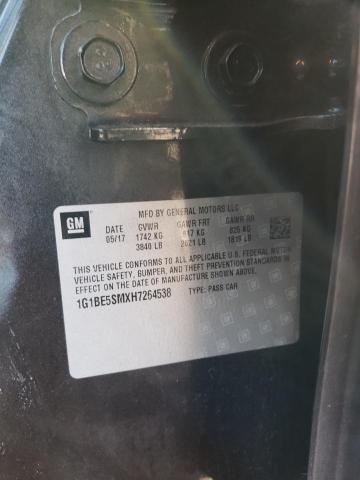 GM
MFD BY GENERAL MOTORS LLC
DATE GVWR GAWR FRT GAWR RR
05/17 1742 KG 917 KG 825 KG
3840 LB 2021 LB 1819 LB
THIS VEHICLE CONFORMS TO ALL APPLICABLE U.S. FEDERAL MOTOR
VEHICLE SAFETY, BUMPER, AND THEFT PREVENTION STANDARDS IN
EFFECT ON THE DATE OF MANUFACTURE SHOWN ABOVE.
1G1BE5SMXH7264538 TYPE: PASS CAR